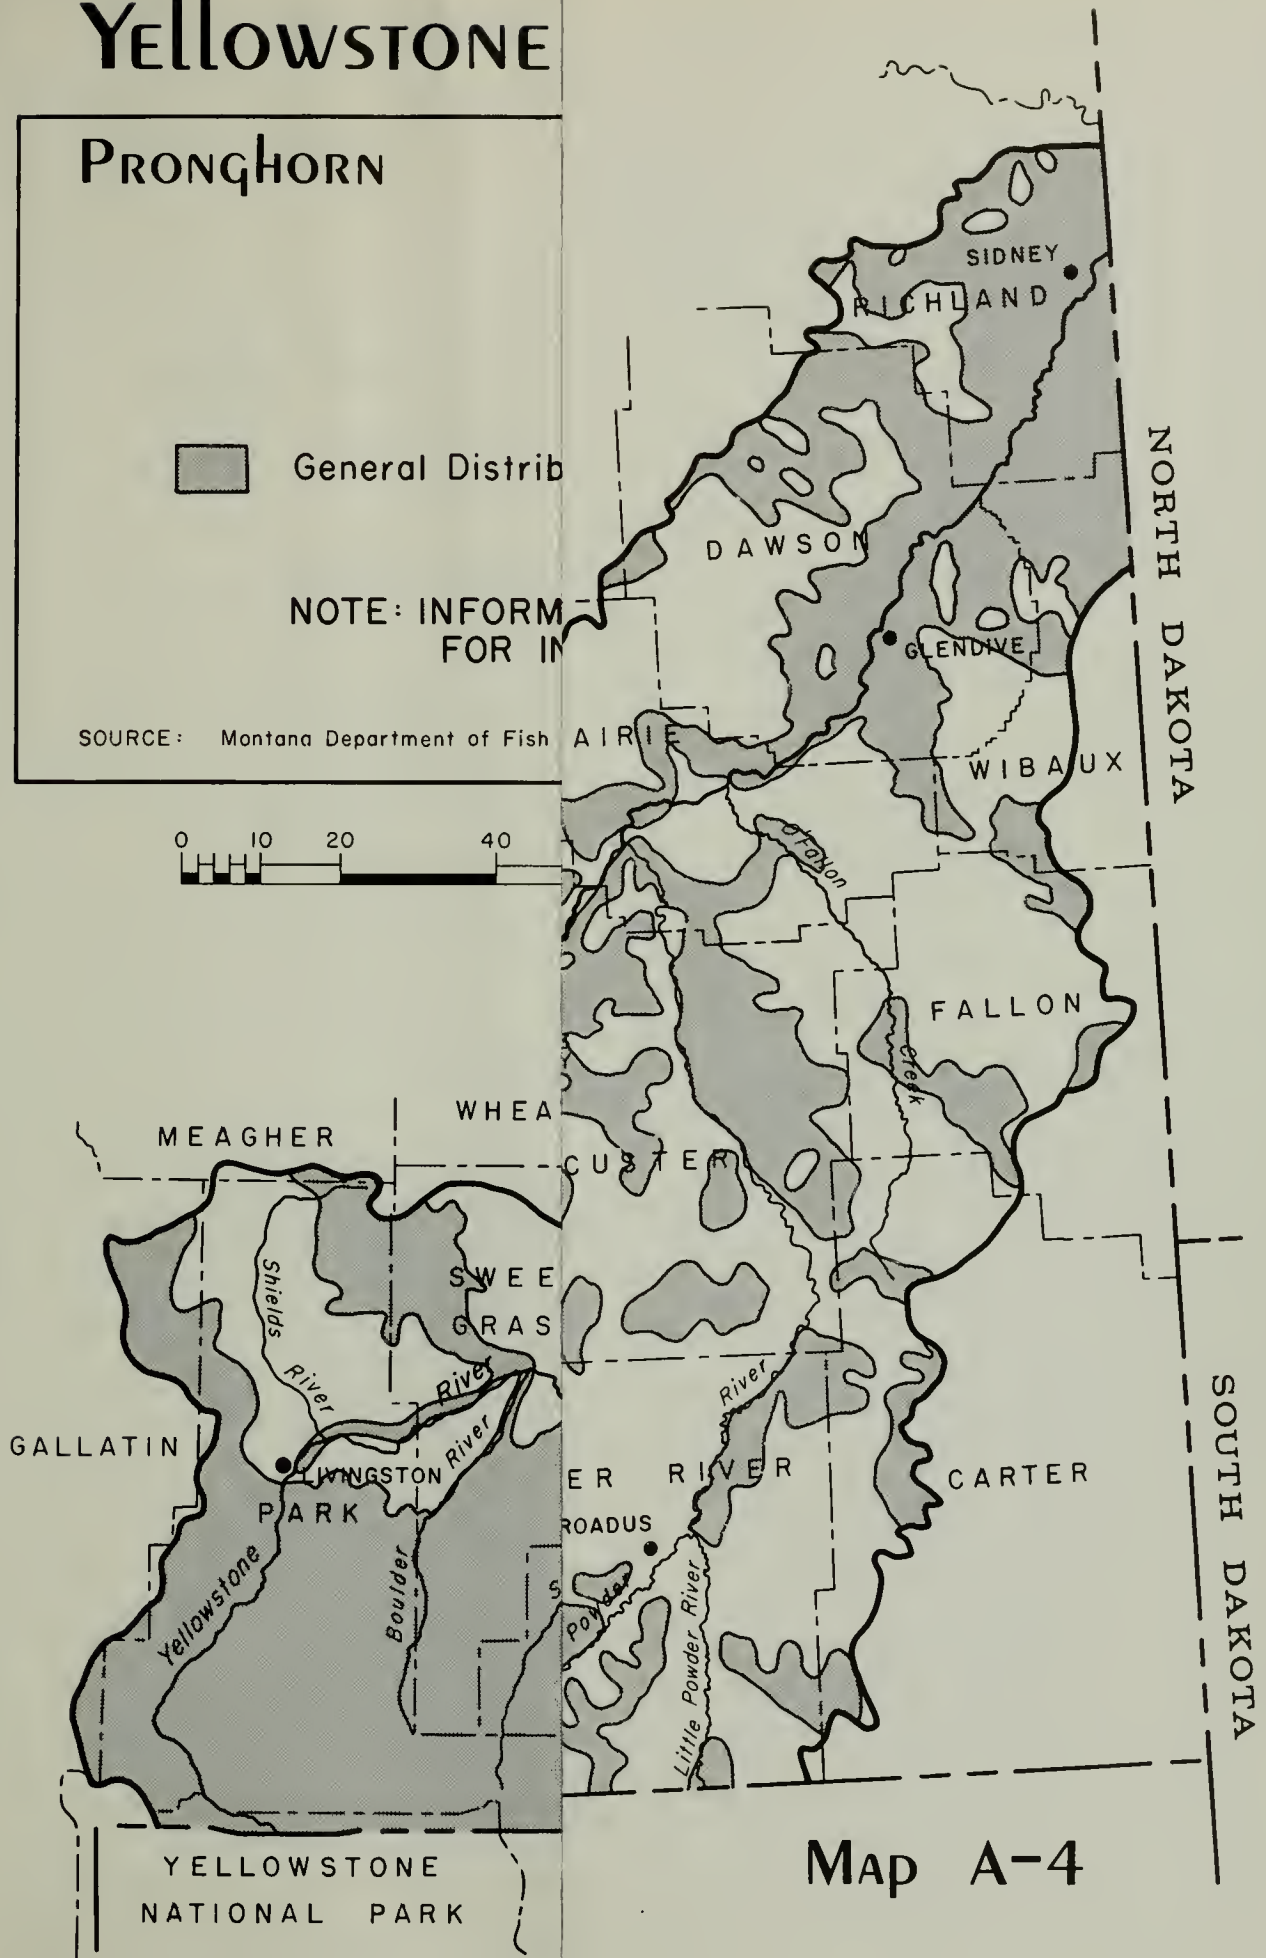 YELLOWSTONE
PRONGHORN
General Distrib
NOTE: INFORM
FOR IN
SOURCE: Montana Department of Fish
0 10 20 40
MEAGHER
WHEA
SWEE
GRAS
Shields
River
River
River
GALLATIN
LIVINGSTON
PARK
Yellowstone
Boulder
S
YELLOWSTONE
NATIONAL PARK
SIDNEY
RICHLAND
DAWSON
GLENDIVE
AIRIE
WIBAUX
O'Fallon
Creek
FALLON
CUSTER
River
ER RIVER
ROADUS
Powder
Little Powder River
CARTER
NORTH DAKOTA
SOUTH DAKOTA
MAP A-4